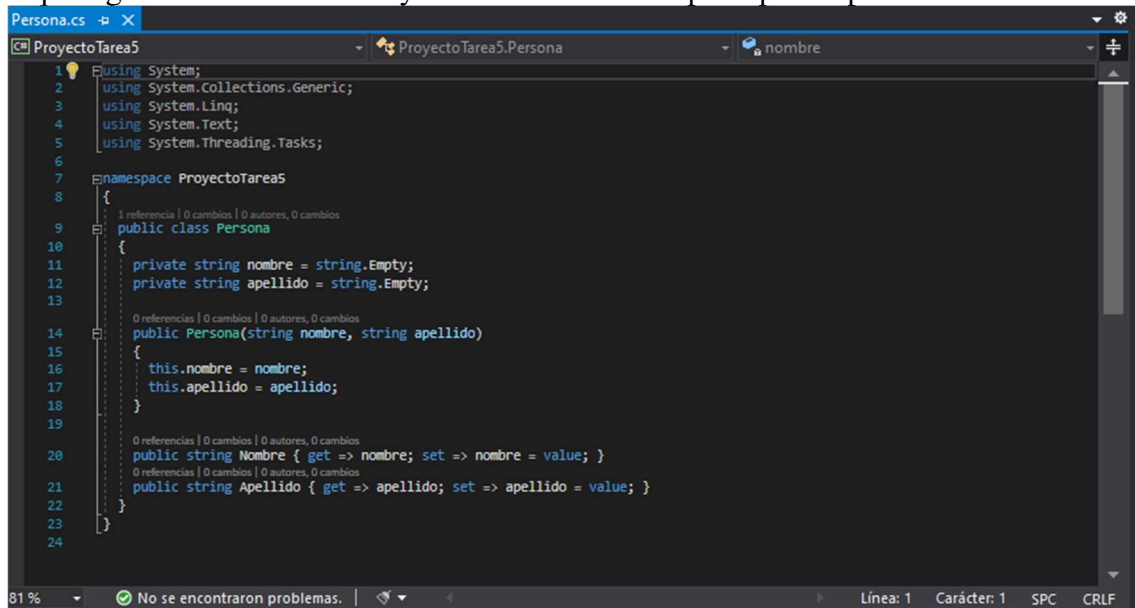 Persona.cs
ProyectoTarea5 ProyectoTarea5.Persona nombre
1 using System;
2 using System.Collections.Generic;
3 using System.Linq;
4 using System.Text;
5 using System.Threading.Tasks;
6
7 namespace ProyectoTarea5
8 {
1 referencia | 0 cambios | 0 autores, 0 cambios
9 public class Persona
10 {
11 private string nombre = string.Empty;
12 private string apellido = string.Empty;
13
0 referencias | 0 cambios | 0 autores, 0 cambios
14 public Persona(string nombre, string apellido)
15 {
16 this.nombre = nombre;
17 this.apellido = apellido;
18 }
19
0 referencias | 0 cambios | 0 autores, 0 cambios
20 public string Nombre { get => nombre; set => nombre = value; }
0 referencias | 0 cambios | 0 autores, 0 cambios
21 public string Apellido { get => apellido; set => apellido = value; }
22 }
23 }
24
81 % No se encontraron problemas. Línea: 1 Carácter: 1 SPC CRLF